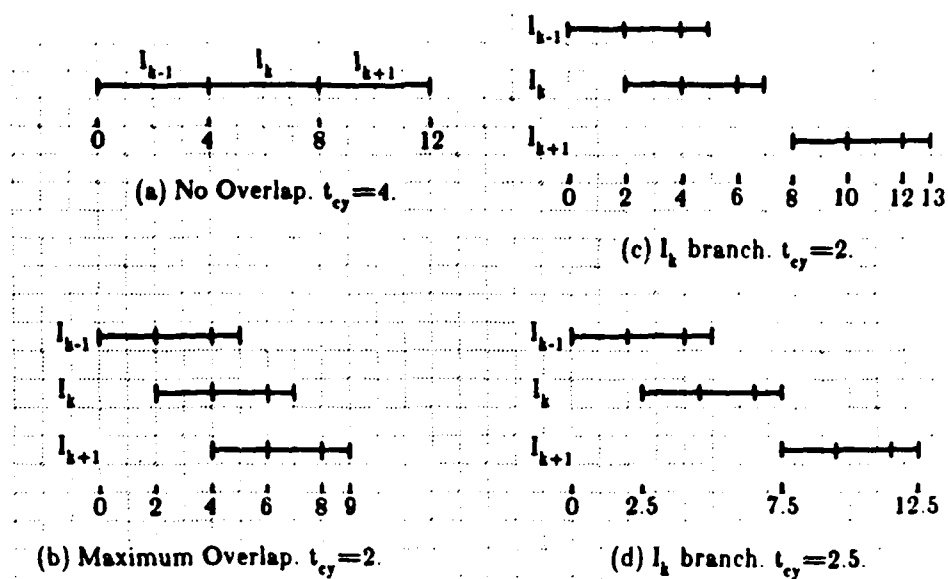 I_{k-1} I_k I_{k+1}
0 4 8 12
(a) No Overlap. t_{cy}=4.
I_{k-1}
I_k
I_{k+1}
0 2 4 6 8 10 12 13
(c) I_k branch. t_{cy}=2.
I_{k-1}
I_k
I_{k+1}
0 2 4 6 8 9
(b) Maximum Overlap. t_{cy}=2.
I_{k-1}
I_k
I_{k+1}
0 2.5 7.5 12.5
(d) I_k branch. t_{cy}=2.5.